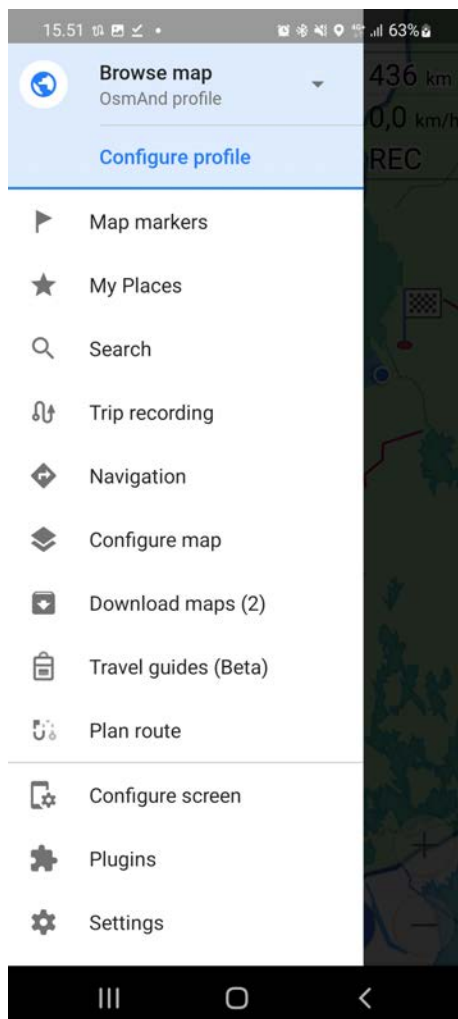 15.51 63%
Browse map
436 km
OsmAnd profile
0,0 km/h
Configure profile
REC
Map markers
My Places
Search
Trip recording
Navigation
Configure map
Download maps (2)
Travel guides (Beta)
Plan route
Configure screen
Plugins
Settings